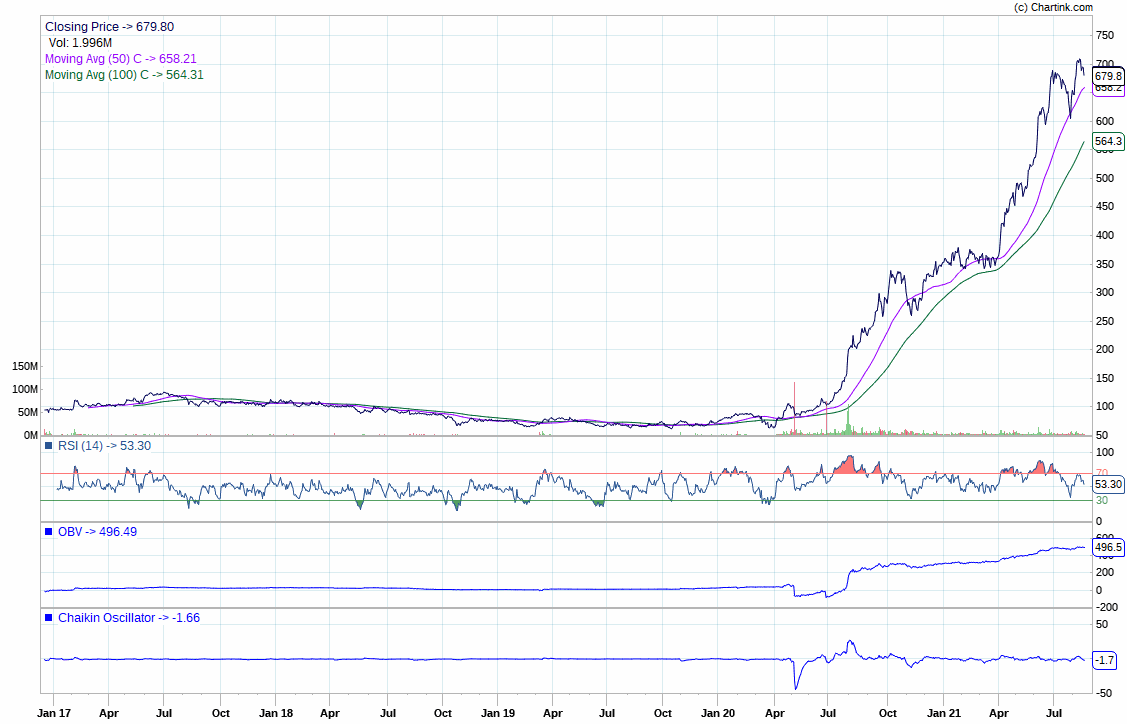 (c) Chartink.com
Closing Price -> 679.80
Vol: 1.996M
Moving Avg (50) C -> 658.21
Moving Avg (100) C -> 564.31
750
700
679.8
658.2
600
564.3
550
500
450
400
350
300
250
200
150
100
50
150M
100M
50M
0M
RSI (14) -> 53.30
100
70
53.30
30
0
OBV -> 496.49
600
496.5
400
200
0
-200
Chaikin Oscillator -> -1.66
50
-1.7
-50
Jan 17 Apr Jul Oct Jan 18 Apr Jul Oct Jan 19 Apr Jul Oct Jan 20 Apr Jul Oct Jan 21 Apr Jul